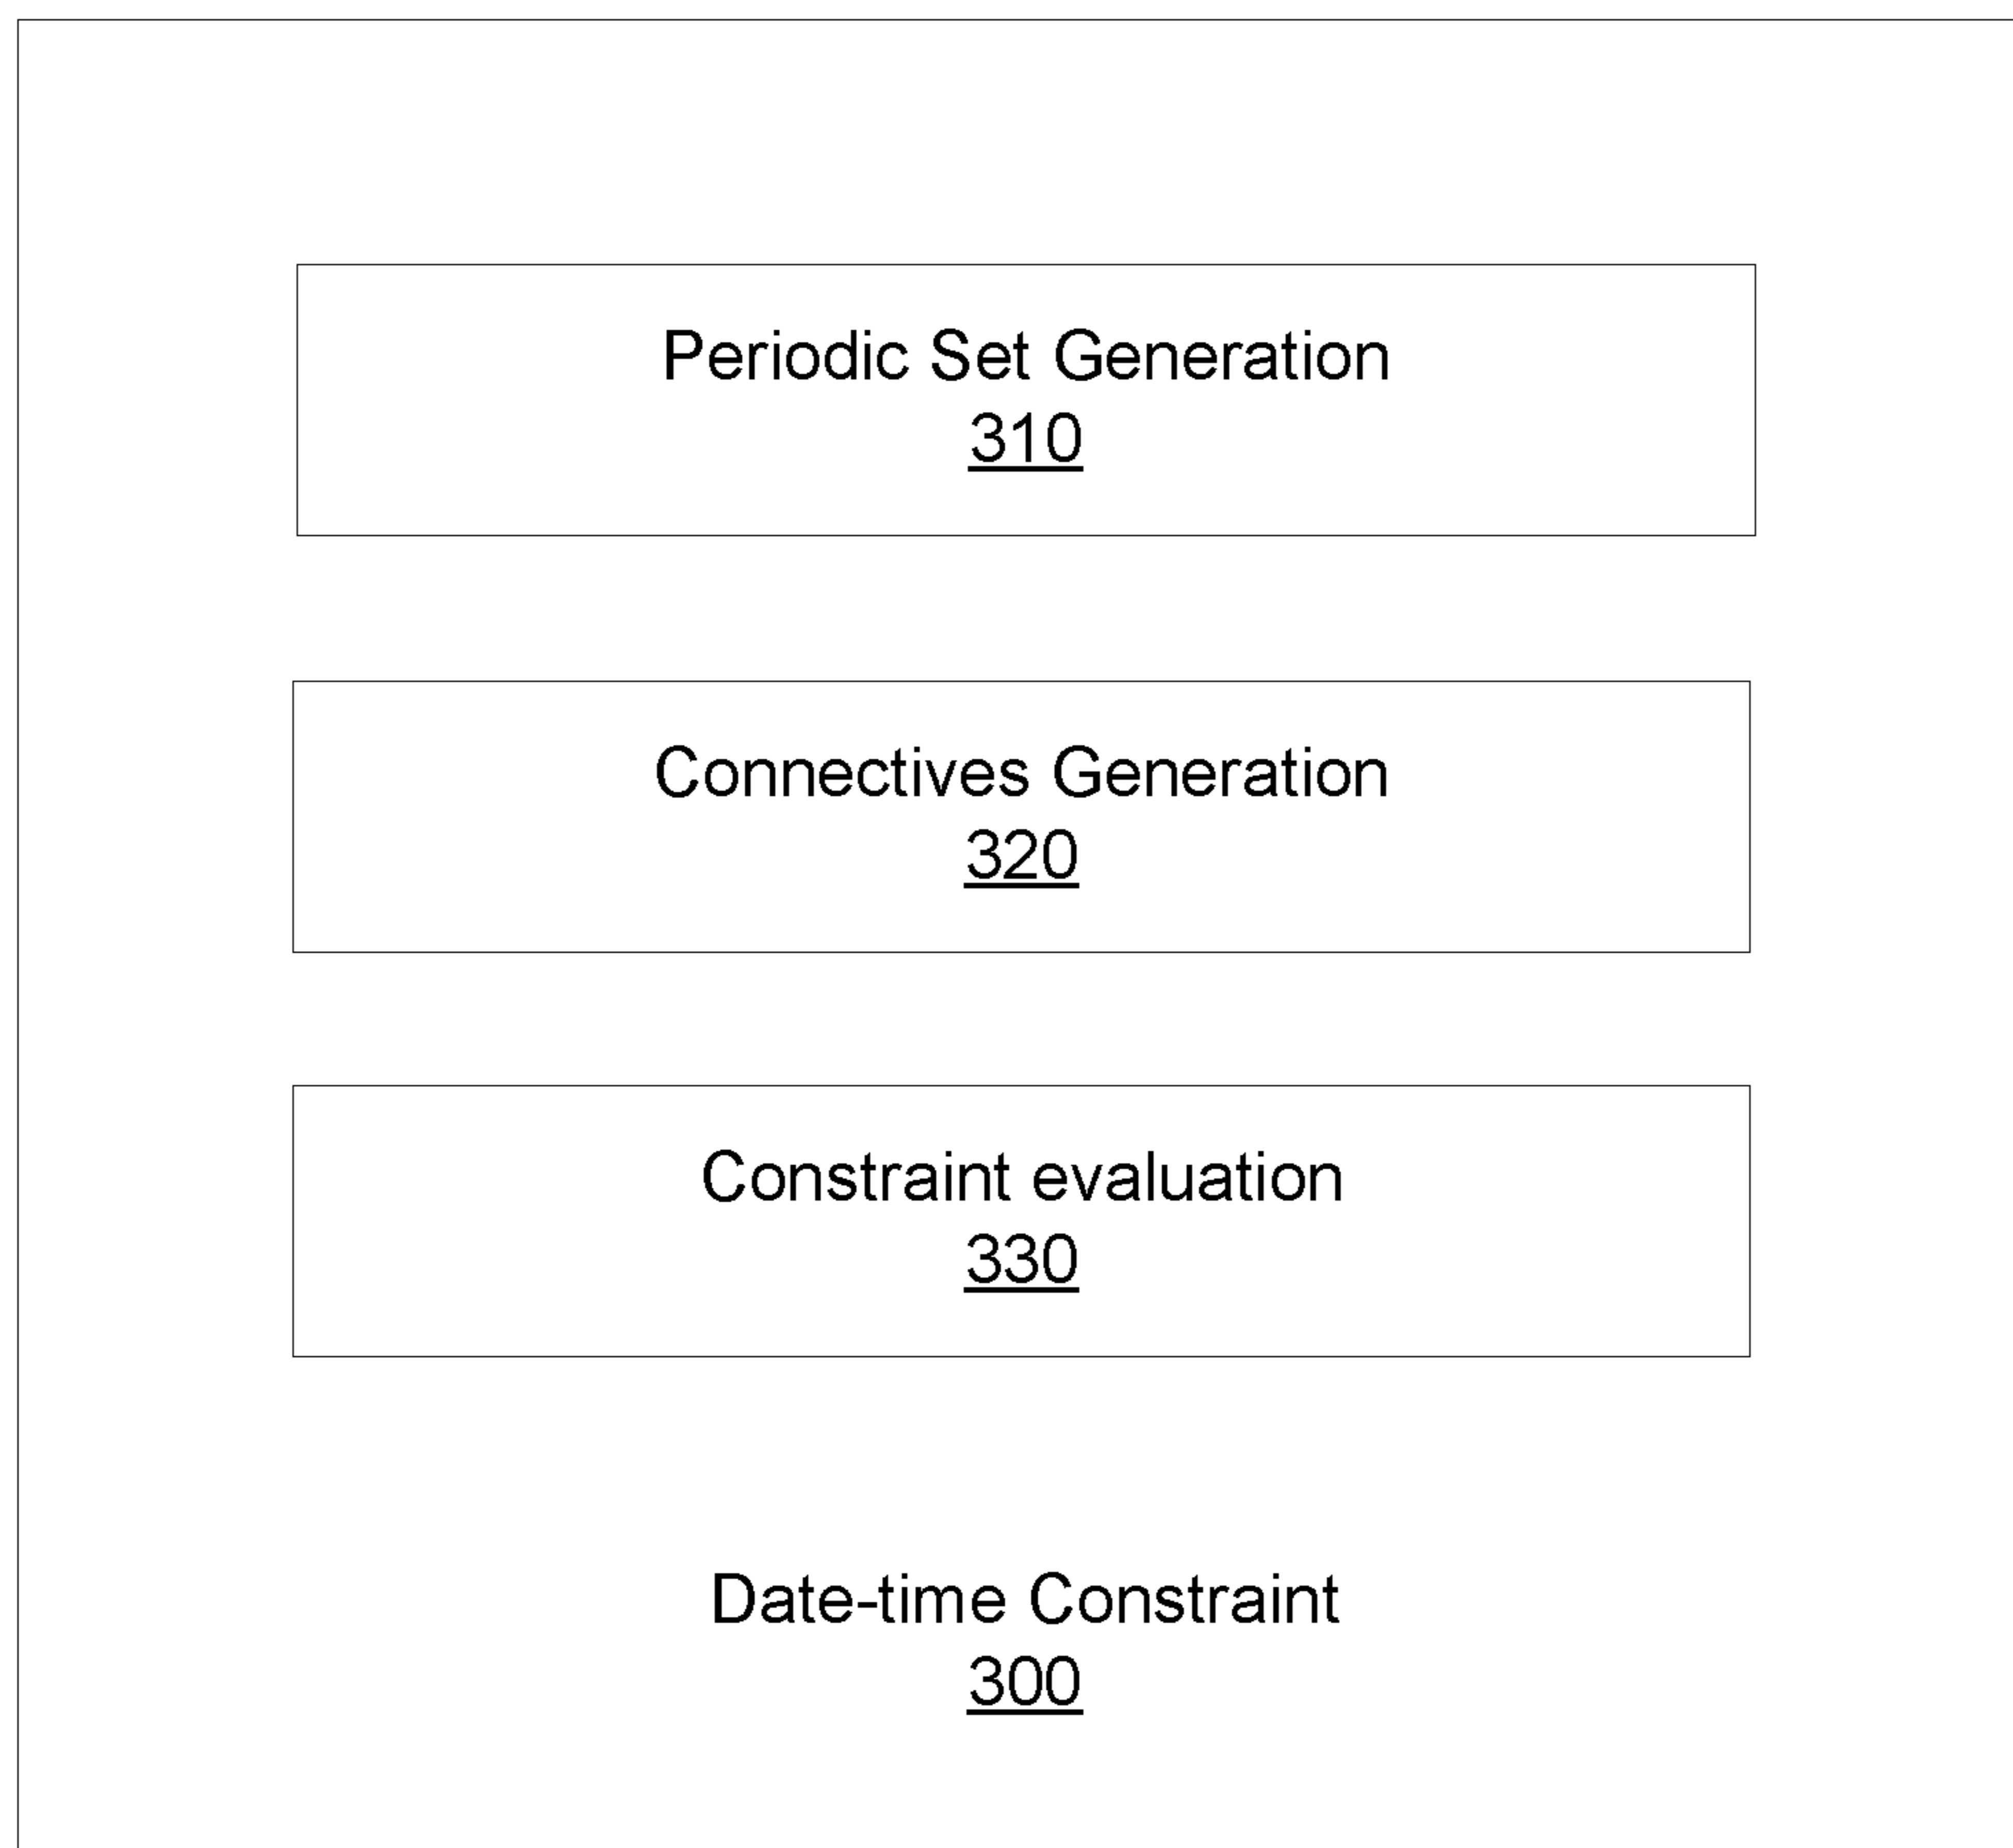 Periodic Set Generation
310
Connectives Generation
320
Constraint evaluation
330
Date-time Constraint
300